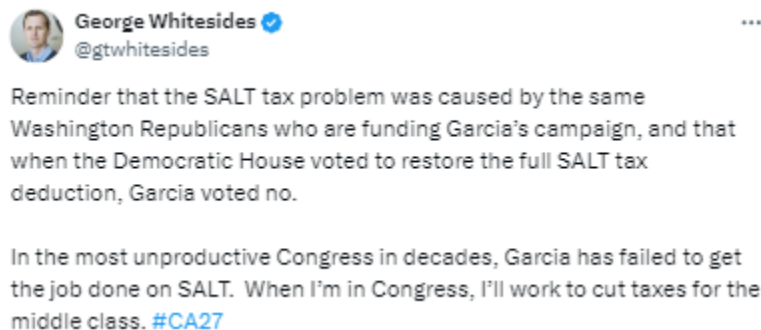 George Whitesides
@gtwhitesides
Reminder that the SALT tax problem was caused by the same
Washington Republicans who are funding Garcia’s campaign, and that
when the Democratic House voted to restore the full SALT tax
deduction, Garcia voted no.
In the most unproductive Congress in decades, Garcia has failed to get
the job done on SALT.  When I’m in Congress, I’ll work to cut taxes for the
middle class. #CA27